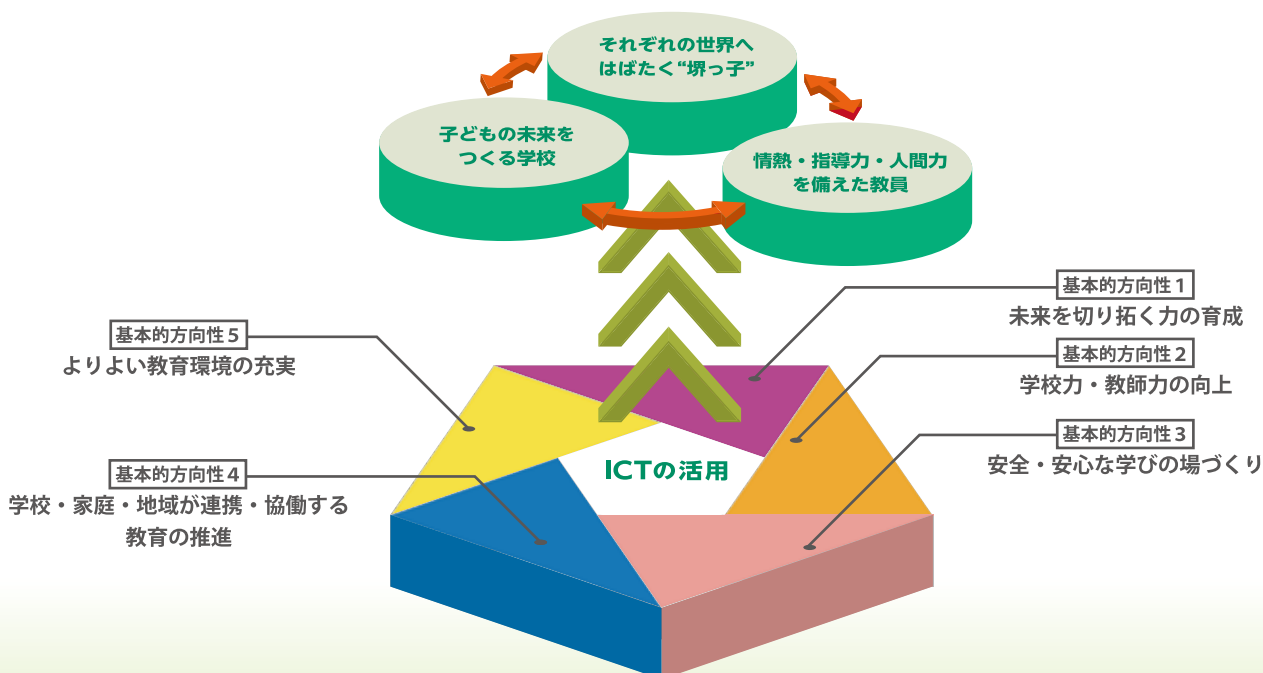 それぞれの世界へ
はばたく“堺っ子”
子どもの未来を
つくる学校
情熱・指導力・人間力
を備えた教員
基本的方向性1
未来を切り拓く力の育成
基本的方向性2
学校力・教師力の向上
基本的方向性3
安全・安心な学びの場づくり
基本的方向性5
よりよい教育環境の充実
基本的方向性4
学校・家庭・地域が連携・協働する
教育の推進
ICTの活用